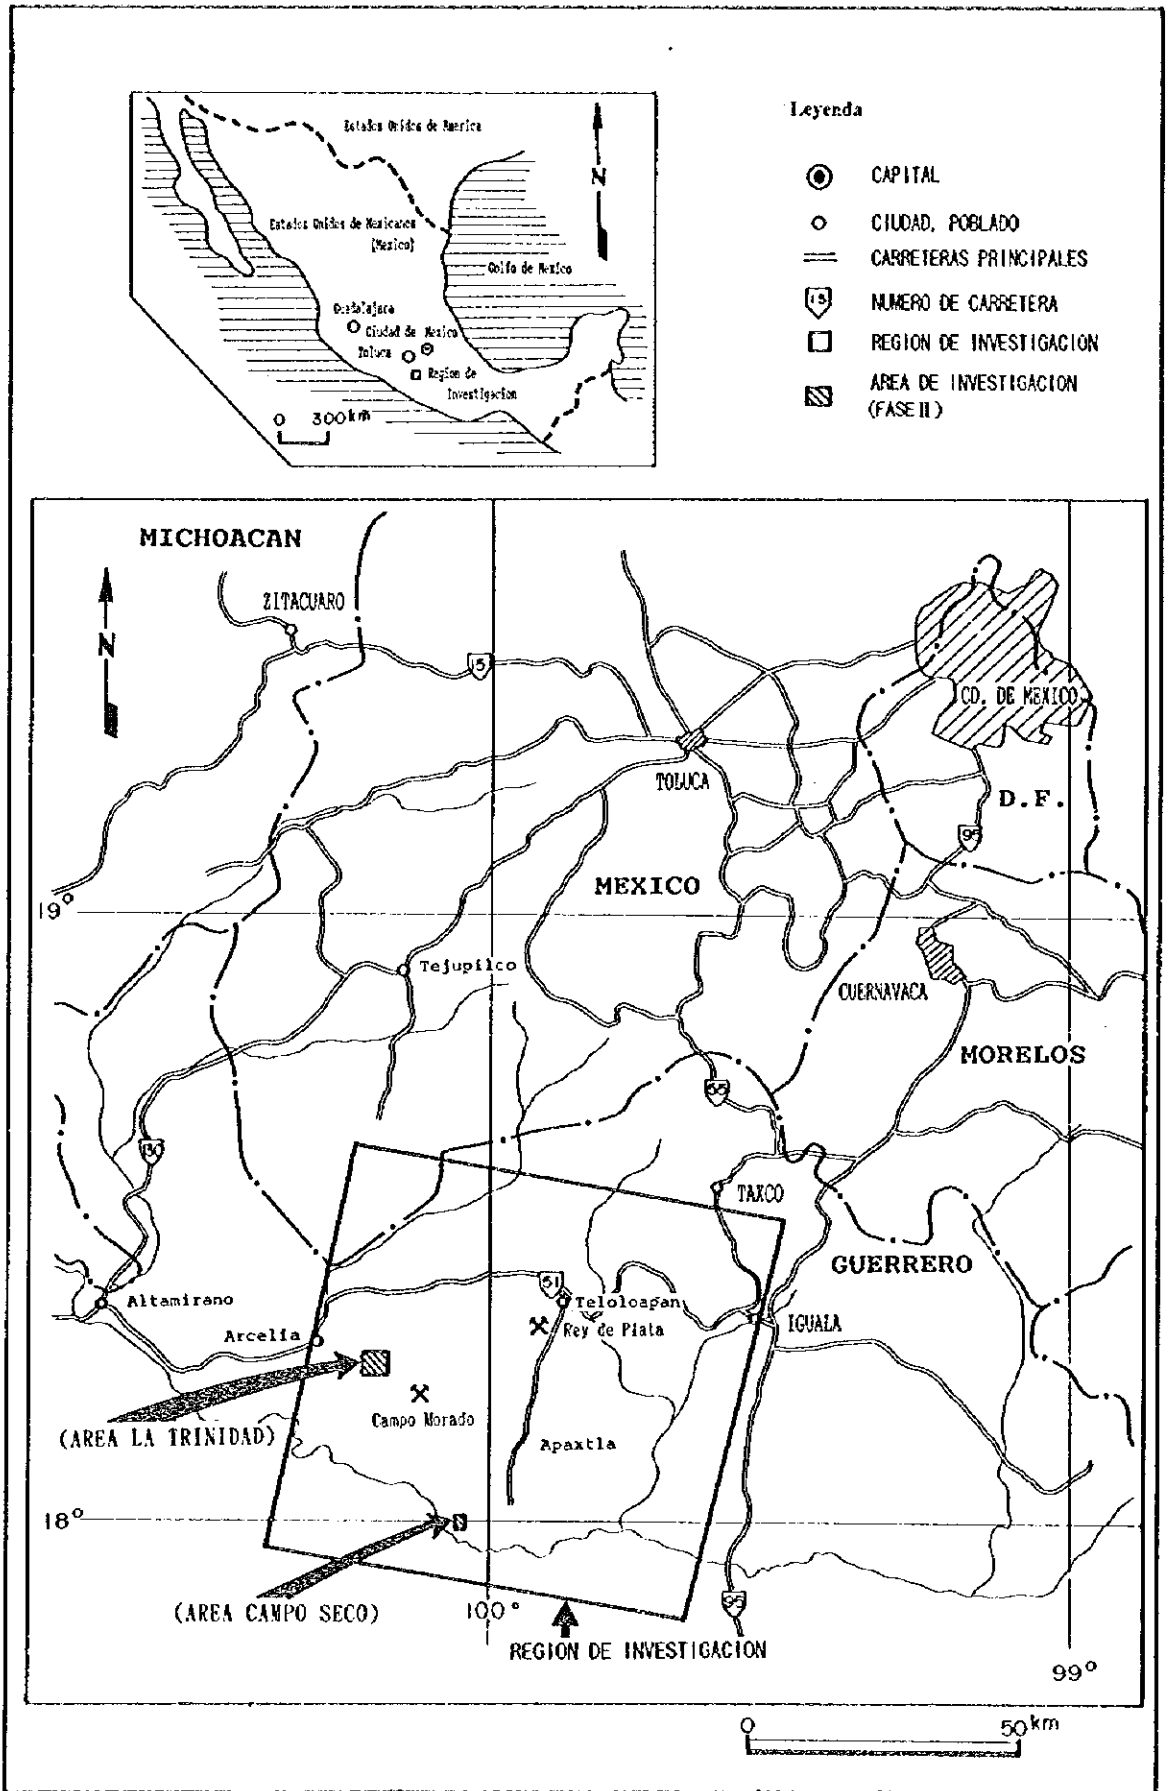 Leyenda
CAPITAL
CIUDAD, POBLADO
CARRETERAS PRINCIPALES
15
NUMERO DE CARRETERA
REGION DE INVESTIGACION
AREA DE INVESTIGACION
(FASE II)
Estados Unidos de America
N
Estados Unidos de Mexicanos
(Mexico)
Golfo de Mexico
Guadalajara
Ciudad de Mexico
Toluca
Region de
Investigacion
0 300km
MICHOACAN
ZITACUARO
N
15
CD. DE MEXICO
TOLUCA
D.F.
95
MEXICO
19°
Tejupilco
CUERNAVACA
MORELOS
55
130
TAXCO
GUERRERO
51
Altamirano
Teloloapan
Rey de Plata
IGUALA
Arcelia
Campo Morado
(AREA LA TRINIDAD)
Apaxtla
18°
95
(AREA CAMPO SECO)
100°
REGION DE INVESTIGACION
99°
0 50km